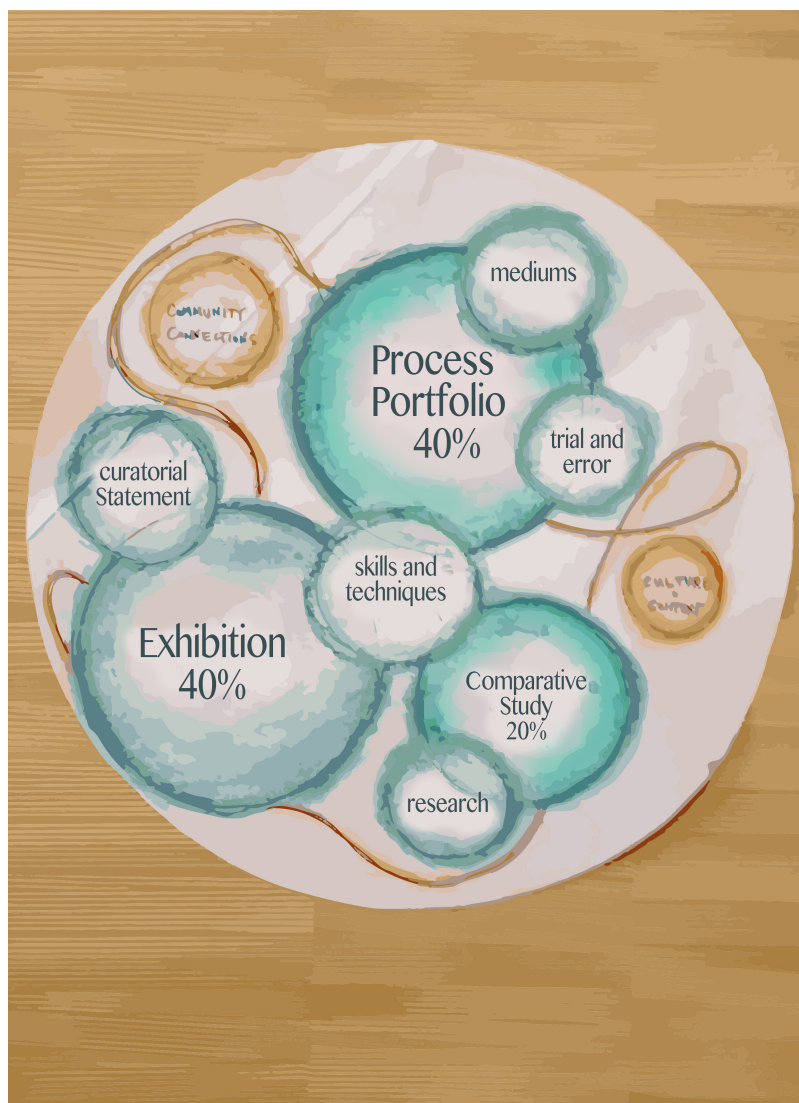 mediums
COMMUNITY
CONNECTIONS
Process
Portfolio
40%
trial and
error
curatorial
Statement
skills and
techniques
CULTURE
+
CONTEXT
Exhibition
40%
Comparative
Study
20%
research